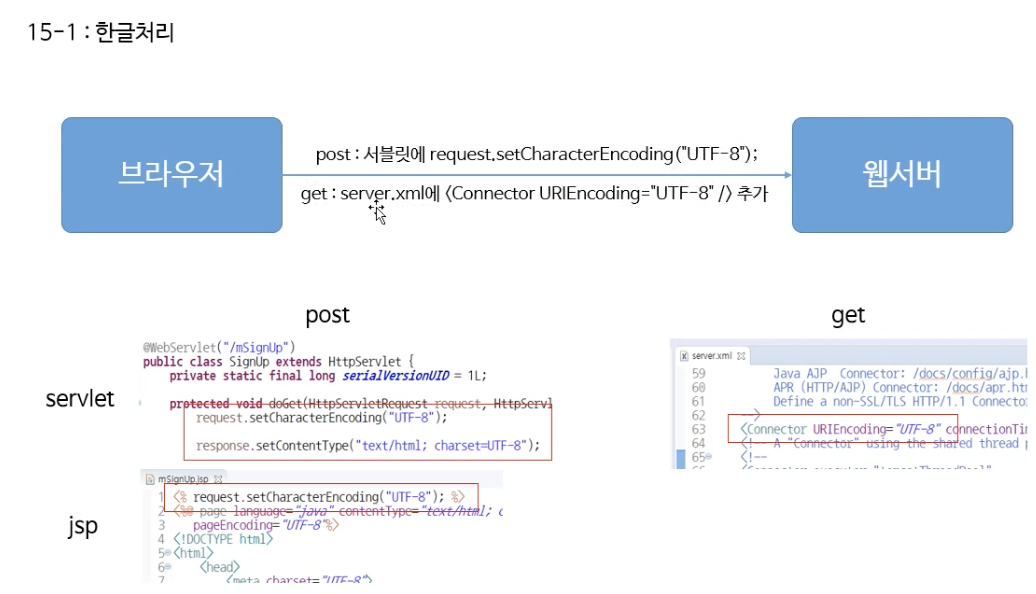 15-1 : 한글처리
브라우저
post : 서블릿에 request.setCharacterEncoding("UTF-8");
get : server.xml에 <Connector URIEncoding="UTF-8" /> 추가
웹서버
post
get
servlet
@WebServlet("/mSignUp")
public class SignUp extends HttpServlet {
private static final long serialVersionUID = 1L;
protected void doGet(HttpServletRequest request, HttpServl
request.setCharacterEncoding("UTF-8");
response.setContentType("text/html; charset=UTF-8");
server.xml
59 Java AJP Connector: /docs/config/ajp.h
60 APR (HTTP/AJP) Connector: /docs/apr.htm
61 Define a non-SSL/TLS HTTP/1.1 Connecto
62 -->
63 <Connector URIEncoding="UTF-8" connectionTim
64 <!-- A "Connector" using the shared thread p
65 <!--
jsp
mSignUp.jsp
1 <% request.setCharacterEncoding("UTF-8"); %>
2 <%@ page language="java" contentType="text/html; c
3 pageEncoding="UTF-8"%>
4 <!DOCTYPE html>
5 <html>
6 <head>
7 <meta charset="UTF-8">